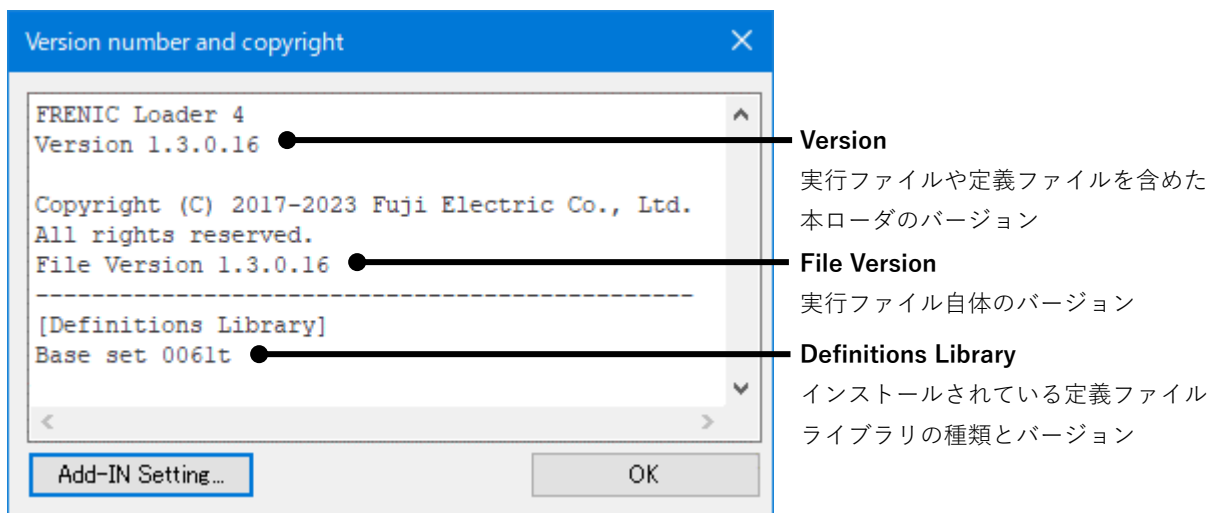 Version number and copyright
FRENIC Loader 4
Version 1.3.0.16
Copyright (C) 2017-2023 Fuji Electric Co., Ltd.
All rights reserved.
File Version 1.3.0.16
-----------------------------------------------
[Definitions Library]
Base set 0061t
Add-IN Setting...
OK
Version
実行ファイルや定義ファイルを含めた
本ローダのバージョン
File Version
実行ファイル自体のバージョン
Definitions Library
インストールされている定義ファイル
ライブラリの種類とバージョン